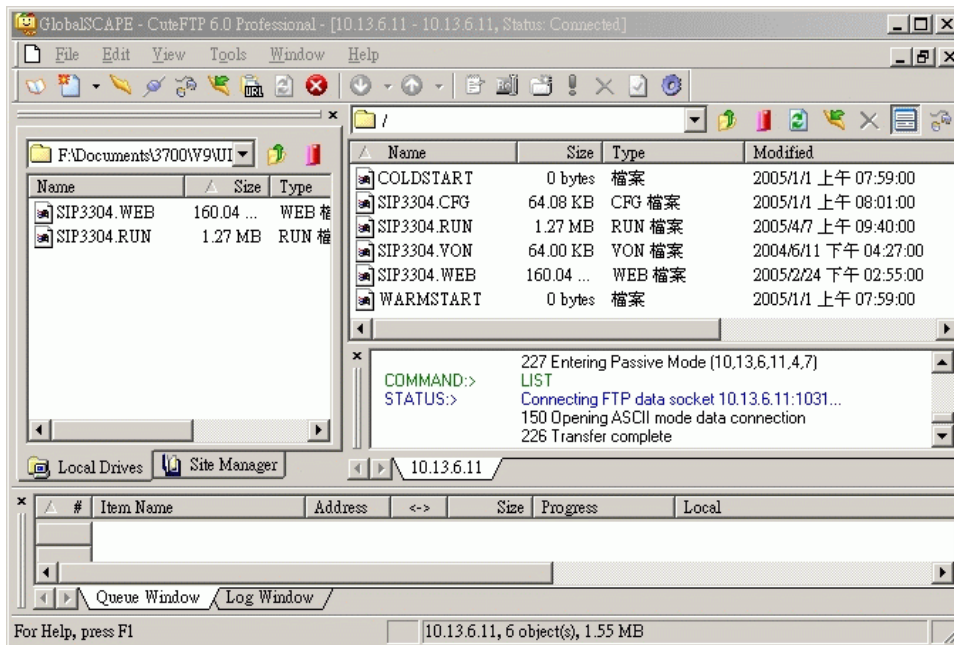 GlobalSCAPE - CuteFTP 6.0 Professional - [10.13.6.11 - 10.13.6.11, Status: Connected]
File Edit View Tools Window Help
URL
F:\Documents\3700\V9\UI
Name Size Type
SIP3304.WEB 160.04 ... WEB 檔
SIP3304.RUN 1.27 MB RUN 檔
Local Drives Site Manager
/
Name Size Type Modified
COLDSTART 0 bytes 檔案 2005/1/1 上午 07:59:00
SIP3304.CFG 64.08 KB CFG 檔案 2005/1/1 上午 08:01:00
SIP3304.RUN 1.27 MB RUN 檔案 2005/4/7 上午 09:40:00
SIP3304.VON 64.00 KB VON 檔案 2004/6/11 下午 04:27:00
SIP3304.WEB 160.04 ... WEB 檔案 2005/2/24 下午 02:55:00
WARMSTART 0 bytes 檔案 2005/1/1 上午 07:59:00
227 Entering Passive Mode (10,13,6,11,4,7)
COMMAND:> LIST
STATUS:> Connecting FTP data socket 10.13.6.11:1031...
150 Opening ASCII mode data connection
226 Transfer complete
10.13.6.11
# Item Name Address <-> Size Progress Local
Queue Window Log Window
For Help, press F1 10.13.6.11, 6 object(s), 1.55 MB